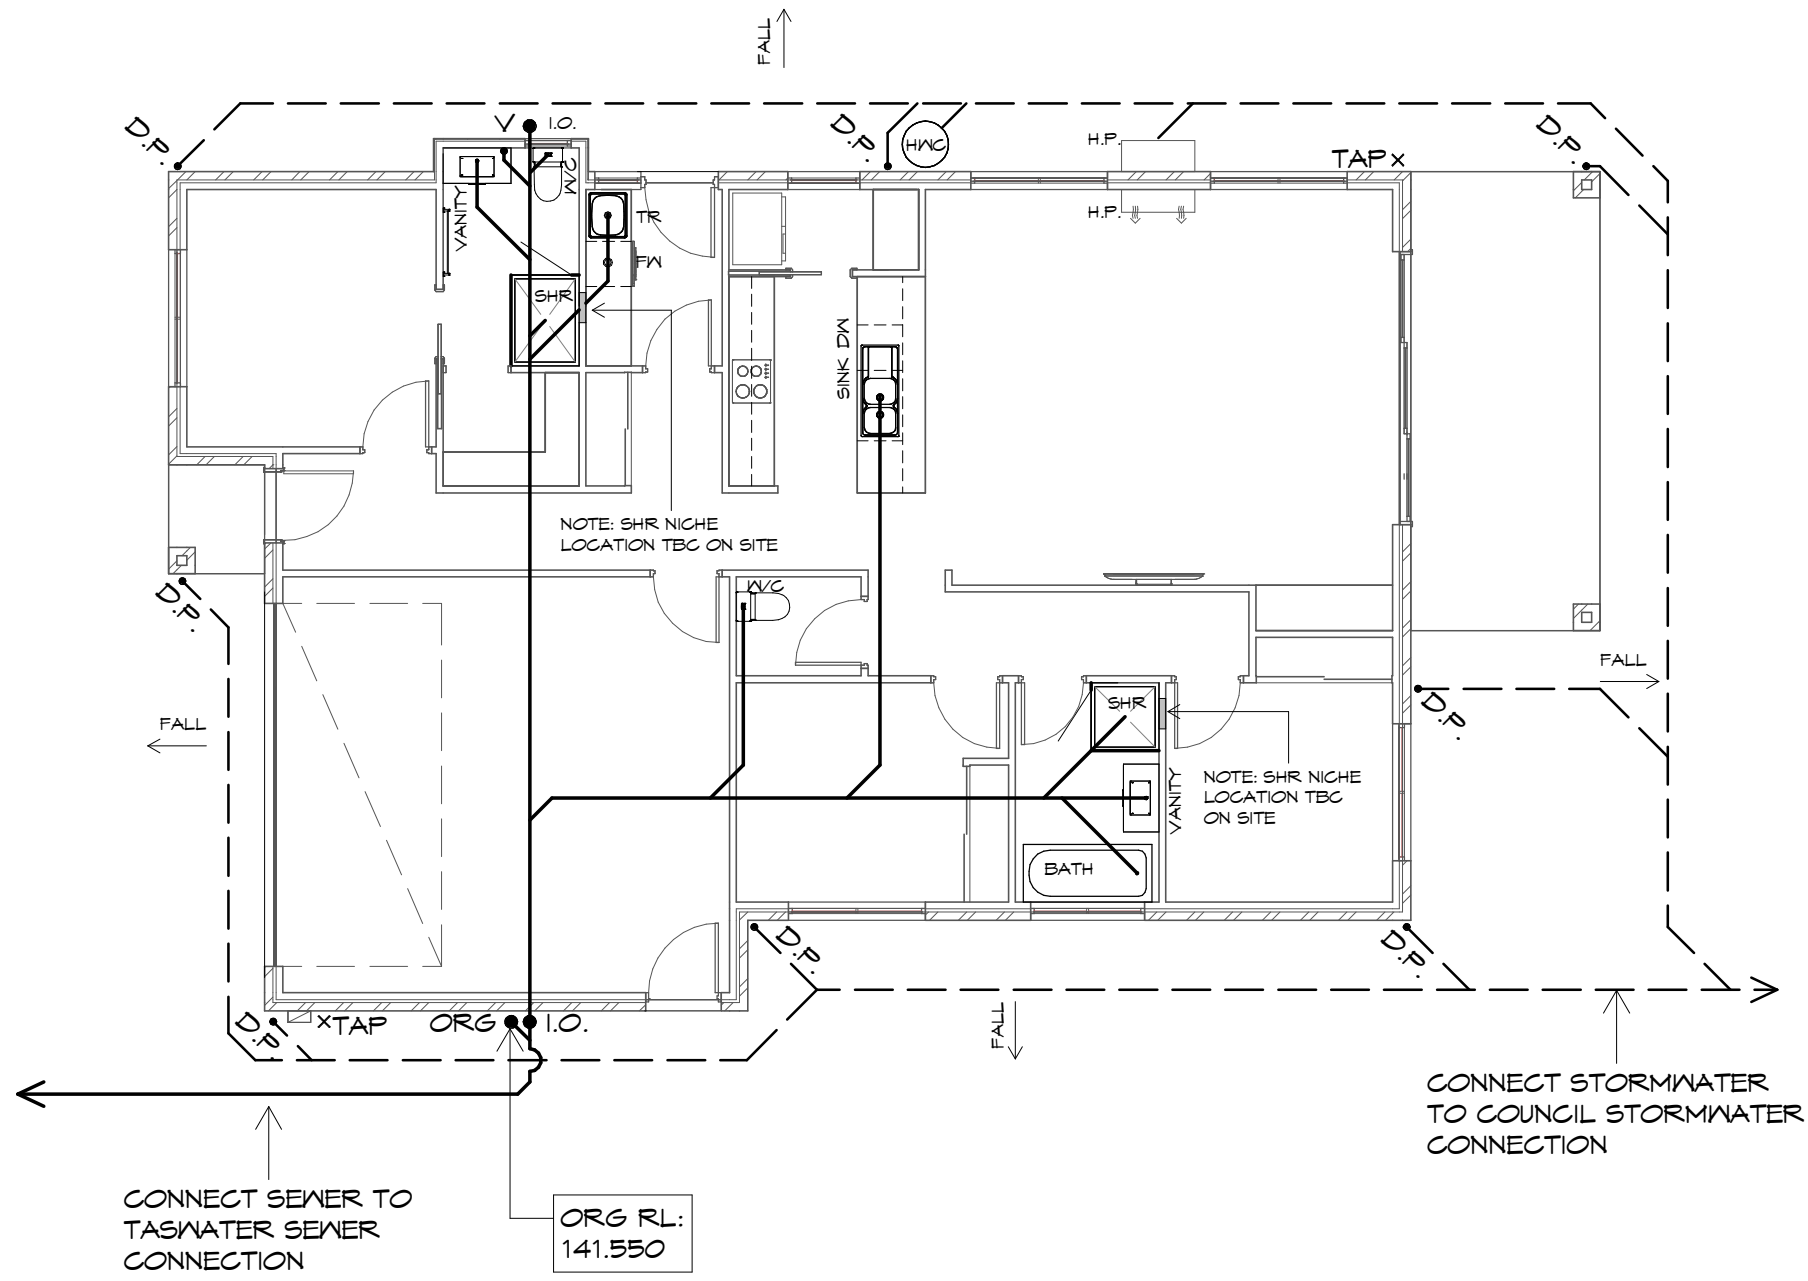 FALL
D.P.
V
I.O.
D.P.
HWC
H.P.
TAP x
D.P.
VANITY
W/C
TR
FW
H.P.
SHR
SINK DW
NOTE: SHR NICHE
LOCATION TBC ON SITE
D.P.
W/C
FALL
FALL
SHR
D.P.
NOTE: SHR NICHE
LOCATION TBC
ON SITE
VANITY
BATH
D.P.
D.P.
D.P.
xTAP
ORG
I.O.
FALL
CONNECT STORMWATER
TO COUNCIL STORMWATER
CONNECTION
CONNECT SEWER TO
TASWATER SEWER
CONNECTION
ORG RL:
141.550